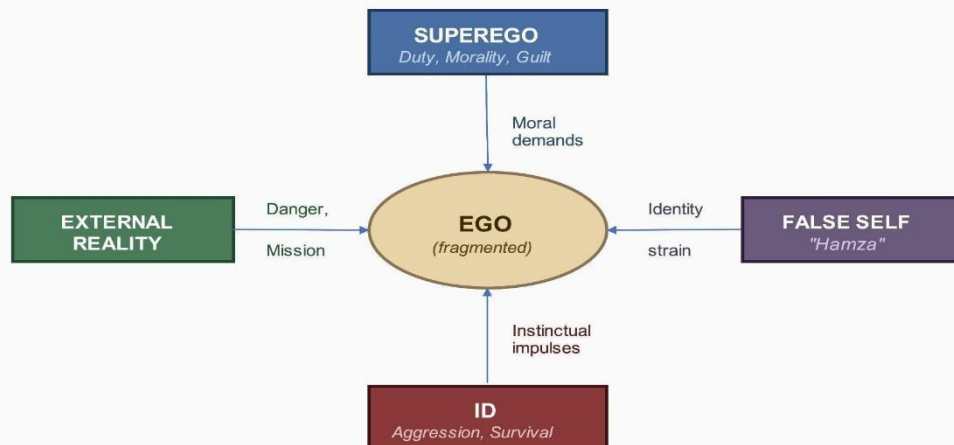 SUPEREGO
Duty, Morality, Guilt
Moral
demands
EXTERNAL
REALITY
Danger,
Mission
EGO
(fragmented)
Identity
strain
FALSE SELF
"Hamza"
Instinctual
impulses
ID
Aggression, Survival